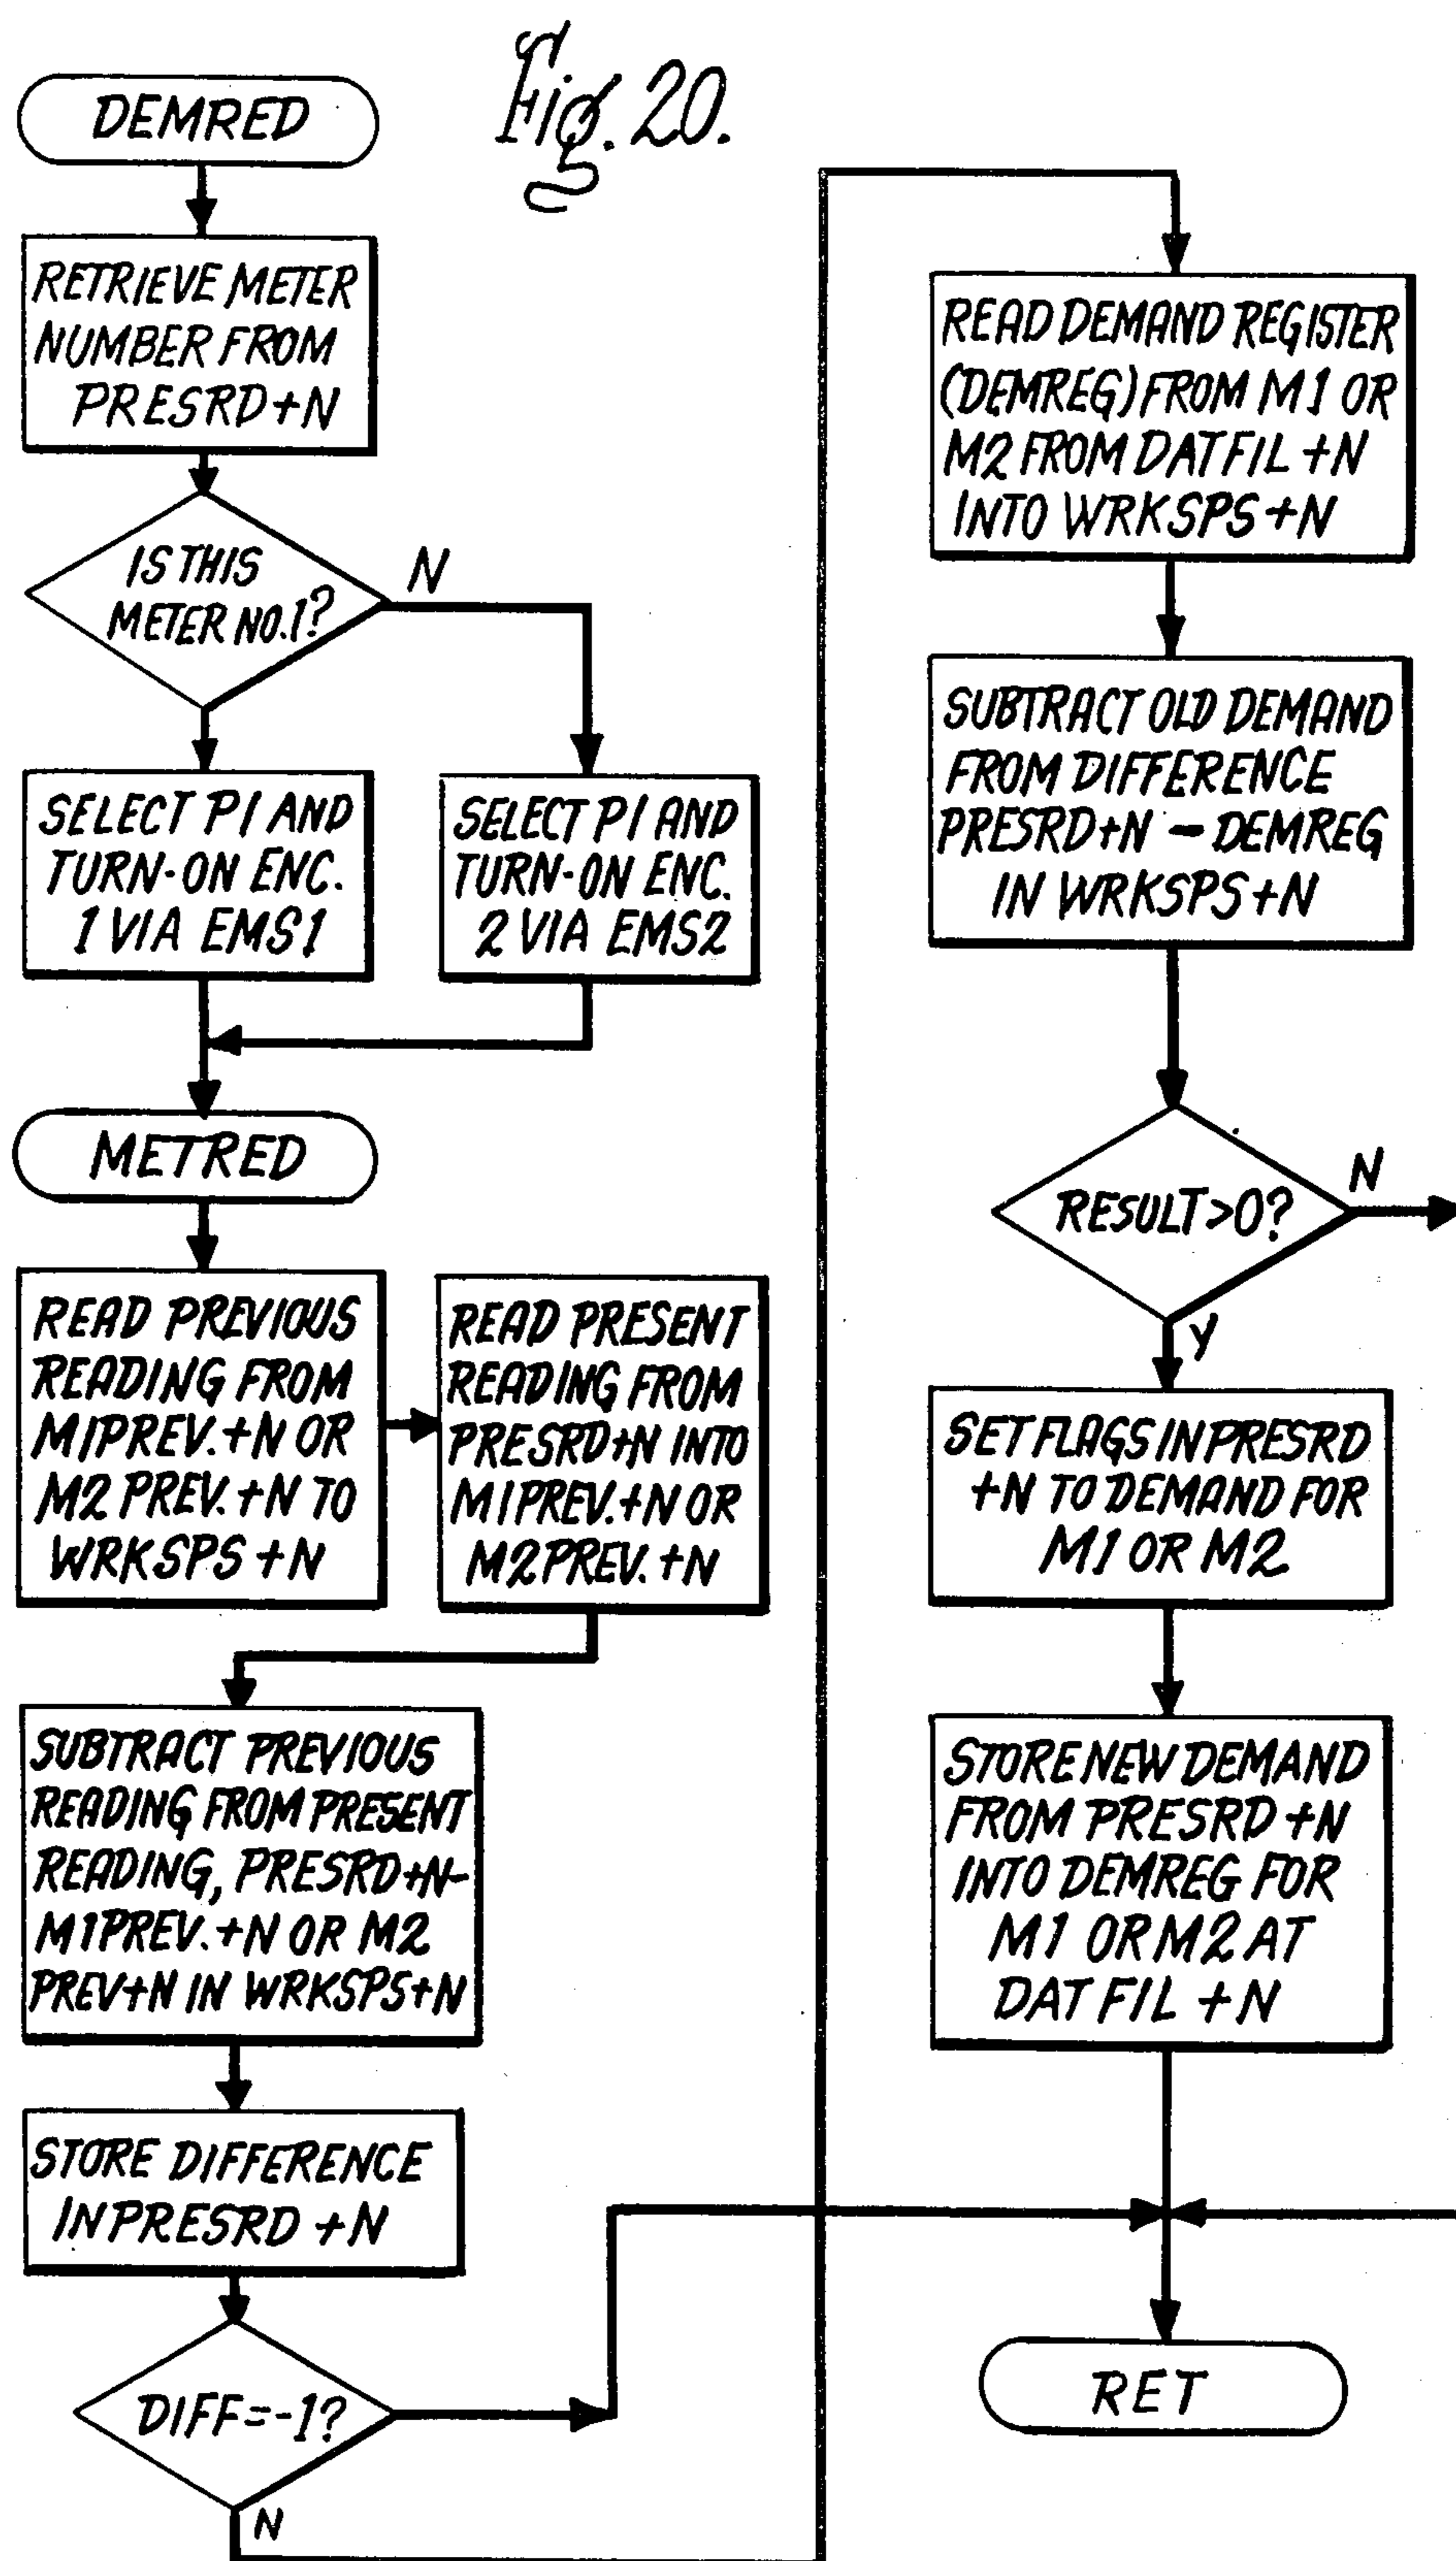 Fig. 20.
DEMRED
RETRIEVE METER
NUMBER FROM
PRESRD+N
IS THIS
METER NO.1?
N
SELECT PI AND
TURN-ON ENC.
1 VIA EMS1
SELECT PI AND
TURN-ON ENC.
2 VIA EMS2
METRED
READ PREVIOUS
READING FROM
M1PREV.+N OR
M2 PREV.+N TO
WRKSPS +N
READ PRESENT
READING FROM
PRESRD+N INTO
M1PREV.+N OR
M2PREV.+N
SUBTRACT PREVIOUS
READING FROM PRESENT
READING, PRESRD+N-
M1PREV.+N OR M2
PREV+N IN WRKSPS+N
STORE DIFFERENCE
IN PRESRD +N
DIFF=-1?
N
READ DEMAND REGISTER
(DEMREG) FROM M1 OR
M2 FROM DATFIL +N
INTO WRKSPS +N
SUBTRACT OLD DEMAND
FROM DIFFERENCE
PRESRD+N - DEMREG
IN WRKSPS+N
RESULT>0?
N
Y
SET FLAGS IN PRESRD
+N TO DEMAND FOR
M1 OR M2
STORE NEW DEMAND
FROM PRESRD +N
INTO DEMREG FOR
M1 OR M2 AT
DAT FIL +N
RET